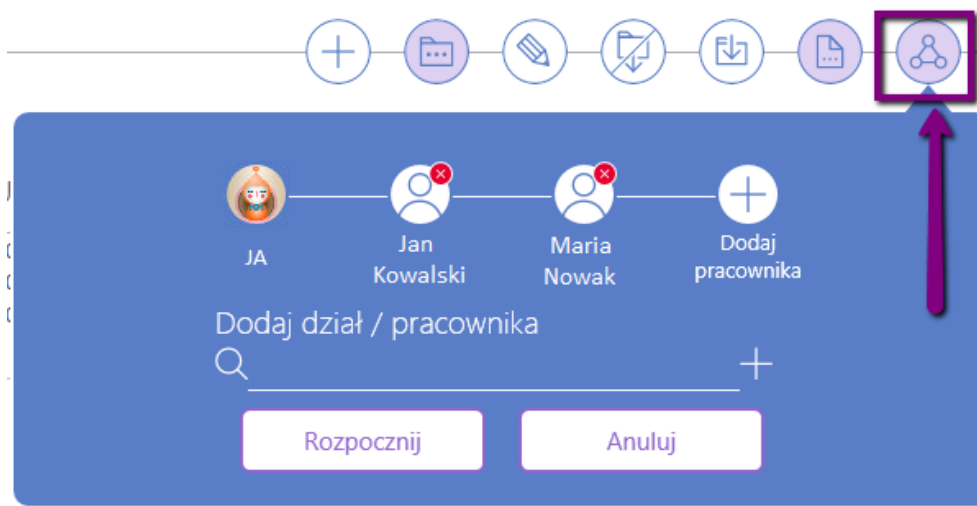 JA
Jan
Kowalski
Maria
Nowak
Dodaj
pracownika
Dodaj dział / pracownika
Rozpocznij
Anuluj